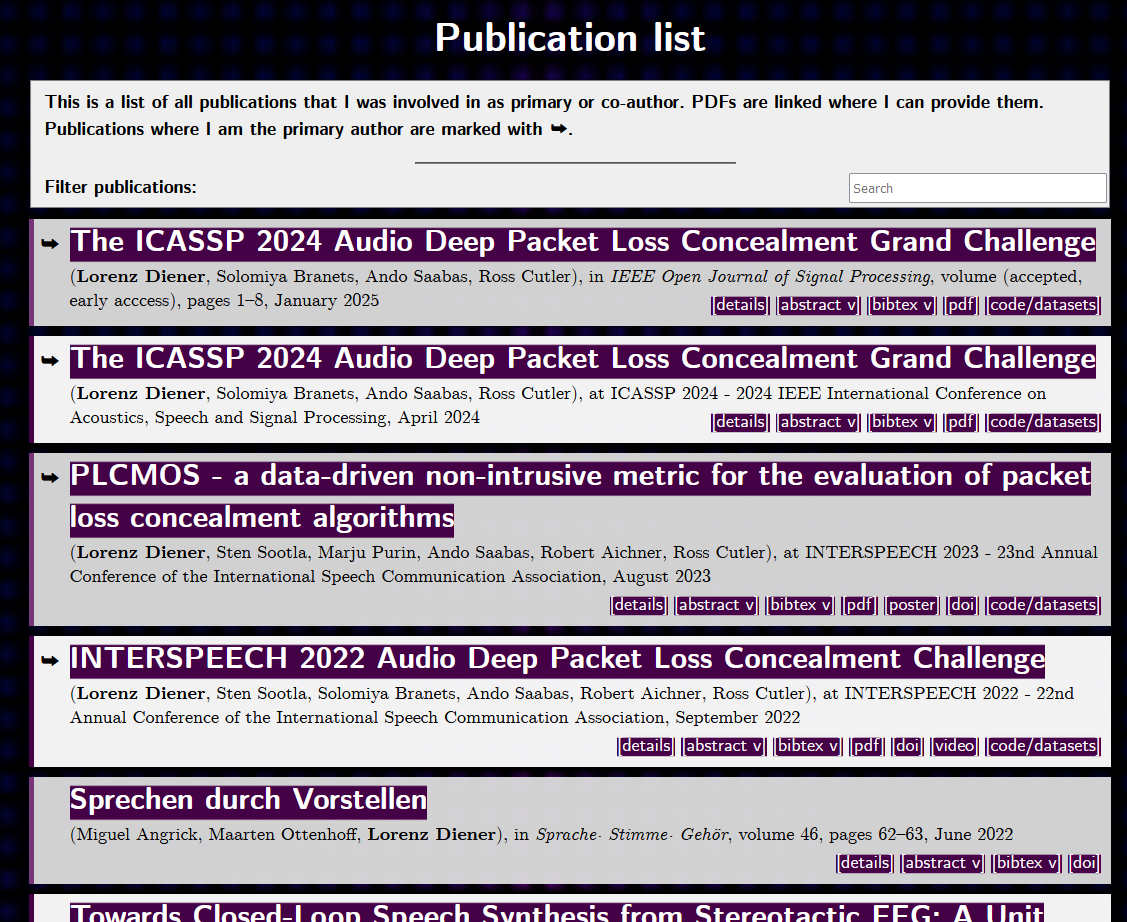 Publication list
This is a list of all publications that I was involved in as primary or co-author. PDFs are linked where I can provide them.
Publications where I am the primary author are marked with ➥.
Filter publications:
Search
➥ The ICASSP 2024 Audio Deep Packet Loss Concealment Grand Challenge
(Lorenz Diener, Solomiya Branets, Ando Saabas, Ross Cutler), in IEEE Open Journal of Signal Processing, volume (accepted,
early acccess), pages 1–8, January 2025
|details| |abstract v| |bibtex v| |pdf| |code/datasets|
➥ The ICASSP 2024 Audio Deep Packet Loss Concealment Grand Challenge
(Lorenz Diener, Solomiya Branets, Ando Saabas, Ross Cutler), at ICASSP 2024 - 2024 IEEE International Conference on
Acoustics, Speech and Signal Processing, April 2024
|details| |abstract v| |bibtex v| |pdf| |code/datasets|
➥ PLCMOS - a data-driven non-intrusive metric for the evaluation of packet
loss concealment algorithms
(Lorenz Diener, Sten Sootla, Marju Purin, Ando Saabas, Robert Aichner, Ross Cutler), at INTERSPEECH 2023 - 23nd Annual
Conference of the International Speech Communication Association, August 2023
|details| |abstract v| |bibtex v| |pdf| |poster| |doi| |code/datasets|
➥ INTERSPEECH 2022 Audio Deep Packet Loss Concealment Challenge
(Lorenz Diener, Sten Sootla, Solomiya Branets, Ando Saabas, Robert Aichner, Ross Cutler), at INTERSPEECH 2022 - 22nd
Annual Conference of the International Speech Communication Association, September 2022
|details| |abstract v| |bibtex v| |pdf| |doi| |video| |code/datasets|
Sprechen durch Vorstellen
(Miguel Angrick, Maarten Ottenhoff, Lorenz Diener), in Sprache· Stimme· Gehör, volume 46, pages 62–63, June 2022
|details| |abstract v| |bibtex v| |doi|
Towards Closed-Loop Speech Synthesis from Stereotactic EEG: A Unit